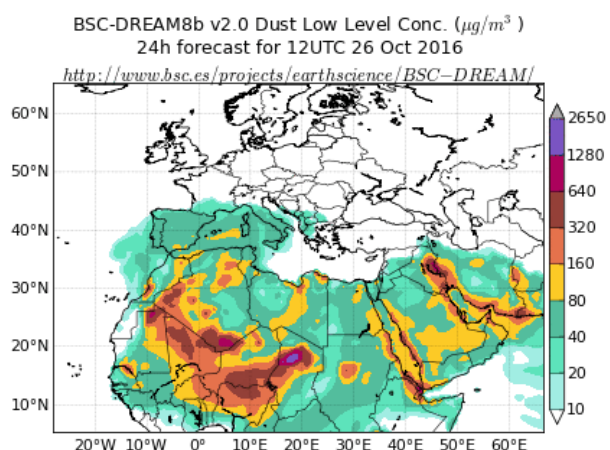 BSC-DREAM8b v2.0 Dust Low Level Conc. (μg/m³ )
24h forecast for 12UTC 26 Oct 2016
http://www.bsc.es/projects/earthscience/BSC−DREAM/
60°N
50°N
40°N
30°N
20°N
10°N
20°W
10°W
0°
10°E
20°E
30°E
40°E
50°E
60°E
2650
1280
640
320
160
80
40
20
10